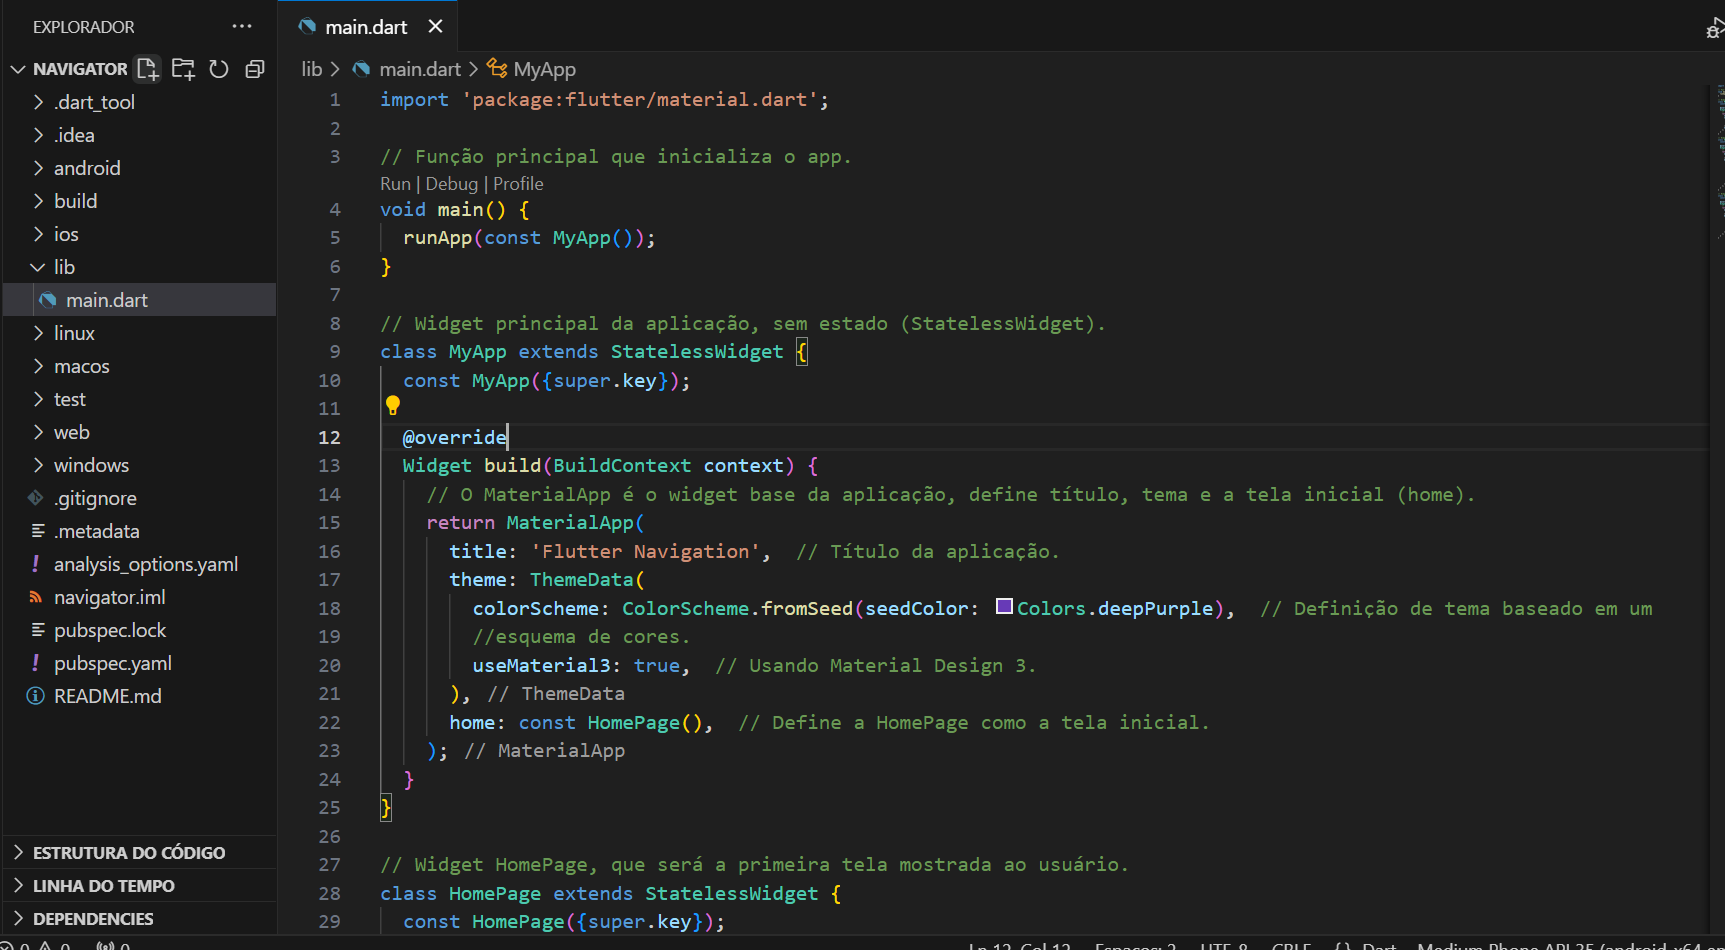 EXPLORADOR
NAVIGATOR
.dart_tool
.idea
android
build
ios
lib
main.dart
linux
macos
test
web
windows
.gitignore
.metadata
analysis_options.yaml
navigator.iml
pubspec.lock
pubspec.yaml
README.md
ESTRUTURA DO CÓDIGO
LINHA DO TEMPO
DEPENDENCIES
main.dart
lib > main.dart > MyApp
1 import 'package:flutter/material.dart';
2
3 // Função principal que inicializa o app.
Run | Debug | Profile
4 void main() {
5 runApp(const MyApp());
6 }
7
8 // Widget principal da aplicação, sem estado (StatelessWidget).
9 class MyApp extends StatelessWidget {
10 const MyApp({super.key});
11
12 @override
13 Widget build(BuildContext context) {
14 // O MaterialApp é o widget base da aplicação, define título, tema e a tela inicial (home).
15 return MaterialApp(
16 title: 'Flutter Navigation', // Título da aplicação.
17 theme: ThemeData(
18 colorScheme: ColorScheme.fromSeed(seedColor: Colors.deepPurple), // Definição de tema baseado em um
19 //esquema de cores.
20 useMaterial3: true, // Usando Material Design 3.
21 ), // ThemeData
22 home: const HomePage(), // Define a HomePage como a tela inicial.
23 ); // MaterialApp
24 }
25 }
26
27 // Widget HomePage, que será a primeira tela mostrada ao usuário.
28 class HomePage extends StatelessWidget {
29 const HomePage({super.key});
0 0 0
Ln 12, Col 12 Espaços: 2 UTF-8 CRLF {} Dart Medium Phone API 35 (android-x64